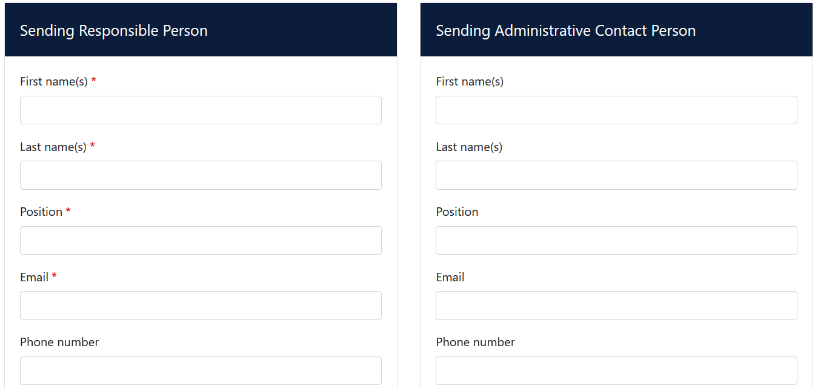 Sending Responsible Person
First name(s) *
Last name(s) *
Position *
Email *
Phone number
Sending Administrative Contact Person
First name(s)
Last name(s)
Position
Email
Phone number